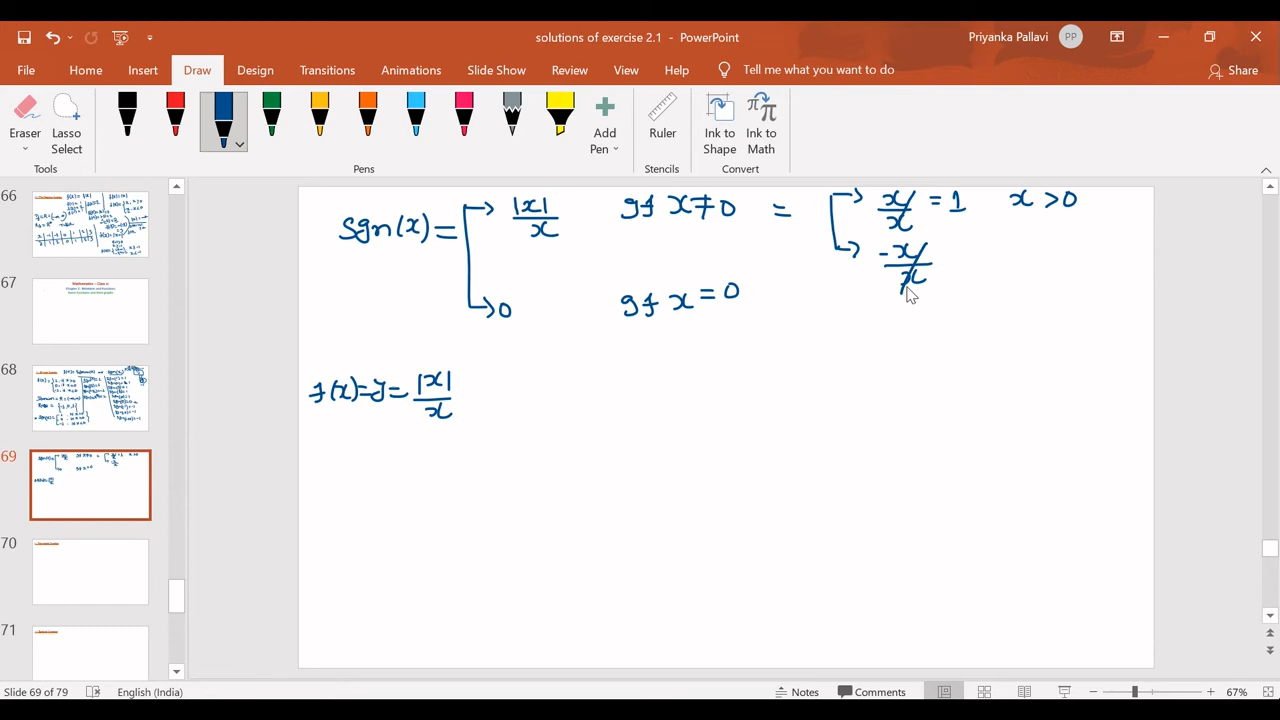 solutions of exercise 2.1 - PowerPoint
Priyanka Pallavi PP
File Home Insert Draw Design Transitions Animations Slide Show Review View Help Tell me what you want to do Share
Eraser Lasso Select Add Pen Ruler Ink to Shape Ink to Math
Tools Pens Stencils Convert
66
67
68
69
70
71
Sgn(x) = |x|/x If x ≠ 0 = x/x = 1 x > 0
-x/x
0 If x = 0
f(x) = y = |x|/x
Slide 69 of 79 English (India) Notes Comments 67%